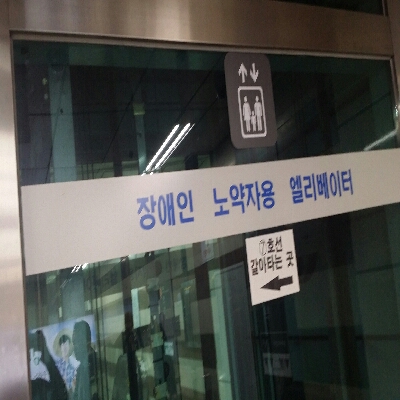 장애인 노약자용 엘리베이터
⑦호선
갈아타는 곳